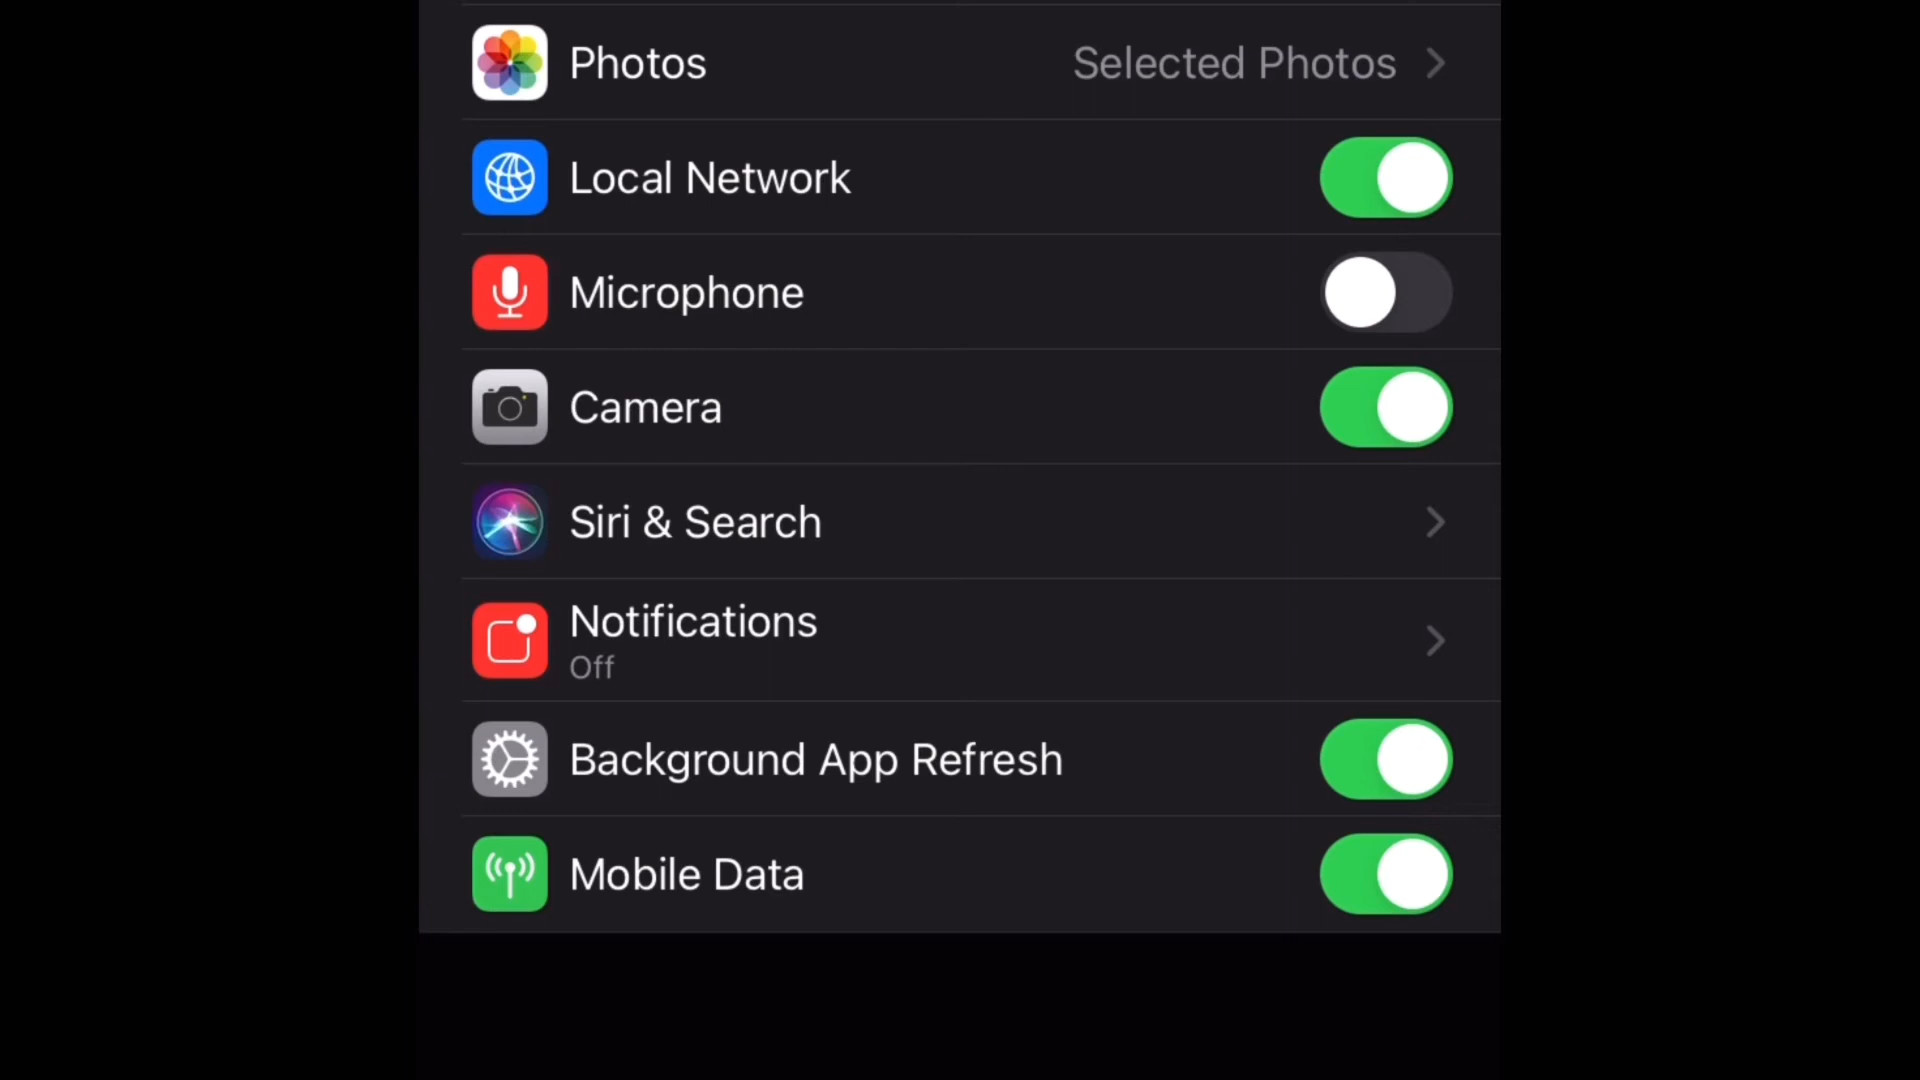 Photos Selected Photos
Local Network
Microphone
Camera
Siri & Search
Notifications
Off
Background App Refresh
Mobile Data